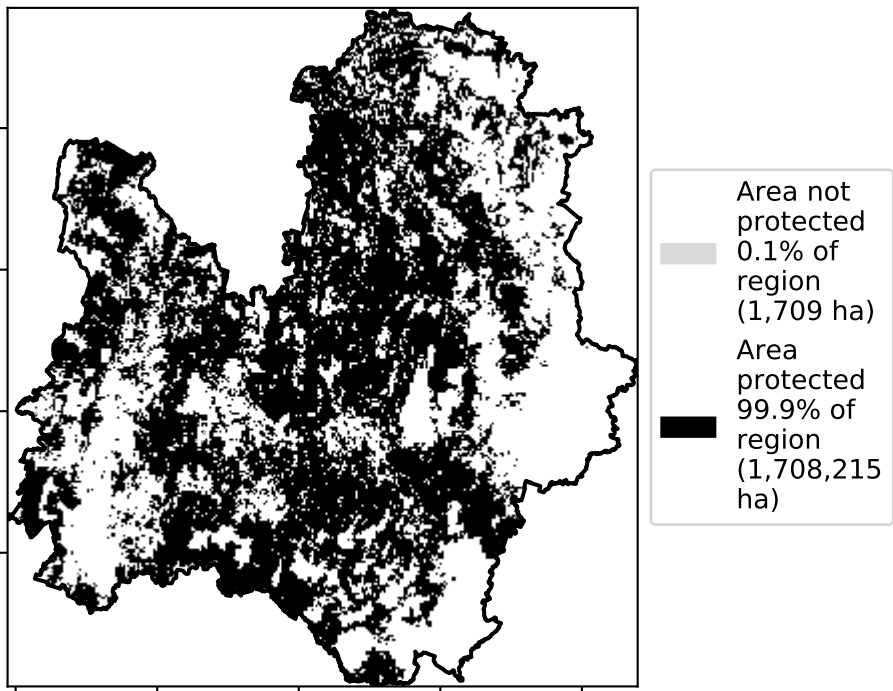 Area not
protected
0.1% of
region
(1,709 ha)
Area
protected
99.9% of
region
(1,708,215
ha)